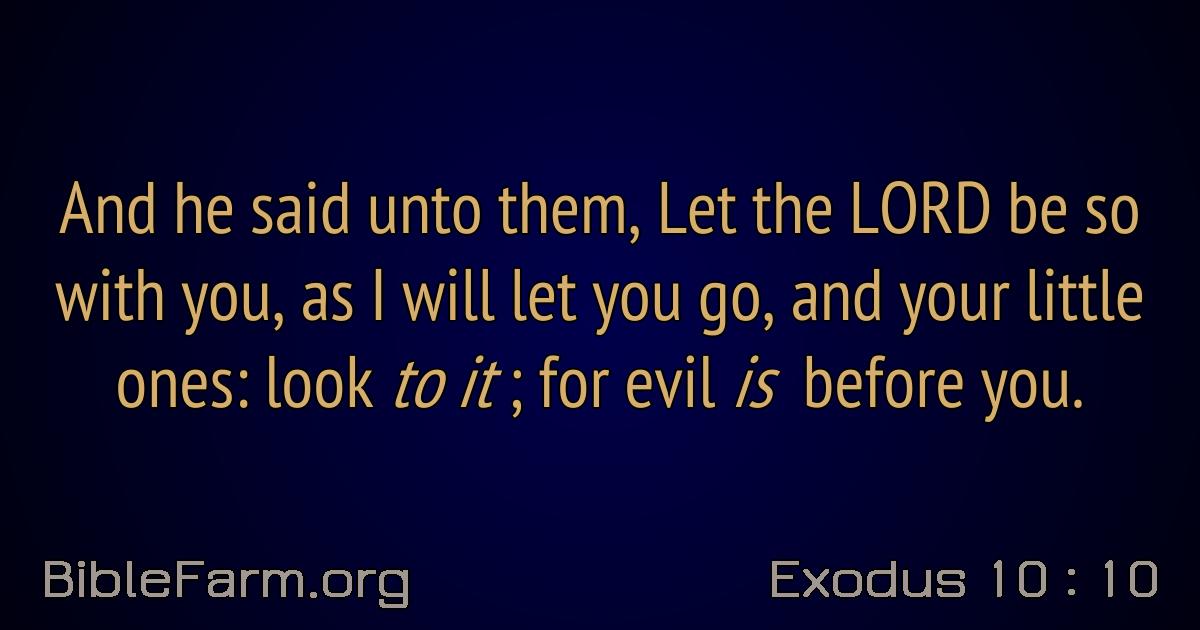 And he said unto them, Let the LORD be so
with you, as I will let you go, and your little
ones: look to it ; for evil is before you.
BibleFarm.org
Exodus 10 : 10